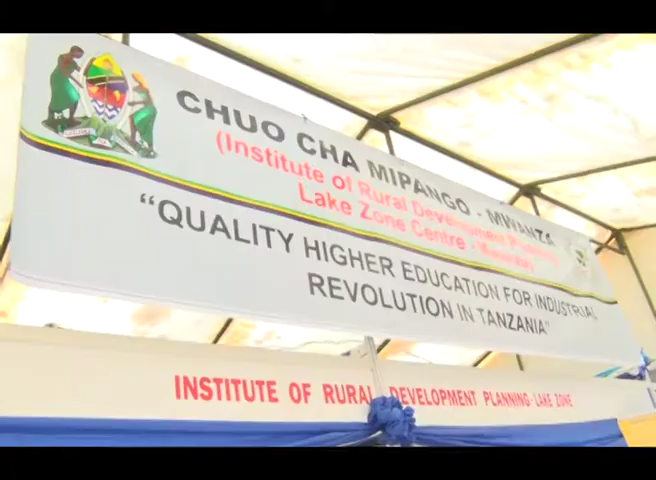 CHUO CHA MIPANGO - MWANZA
(Institute of Rural Development Planning
Lake Zone Centre - Mwanza)
"QUALITY HIGHER EDUCATION FOR INDUSTRIAL
REVOLUTION IN TANZANIA"
INSTITUTE OF RURAL DEVELOPMENT PLANNING-LAKE ZONE